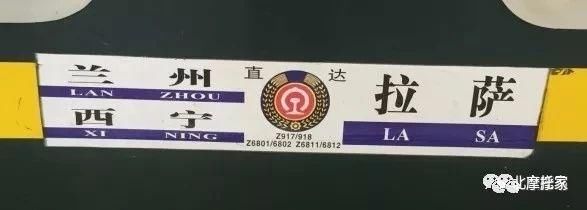 兰 州
LAN ZHOU
西 宁
XI NING
直 达
Z917/918
Z6801/6802 Z6811/6812
拉 萨
LA SA
北摩托家